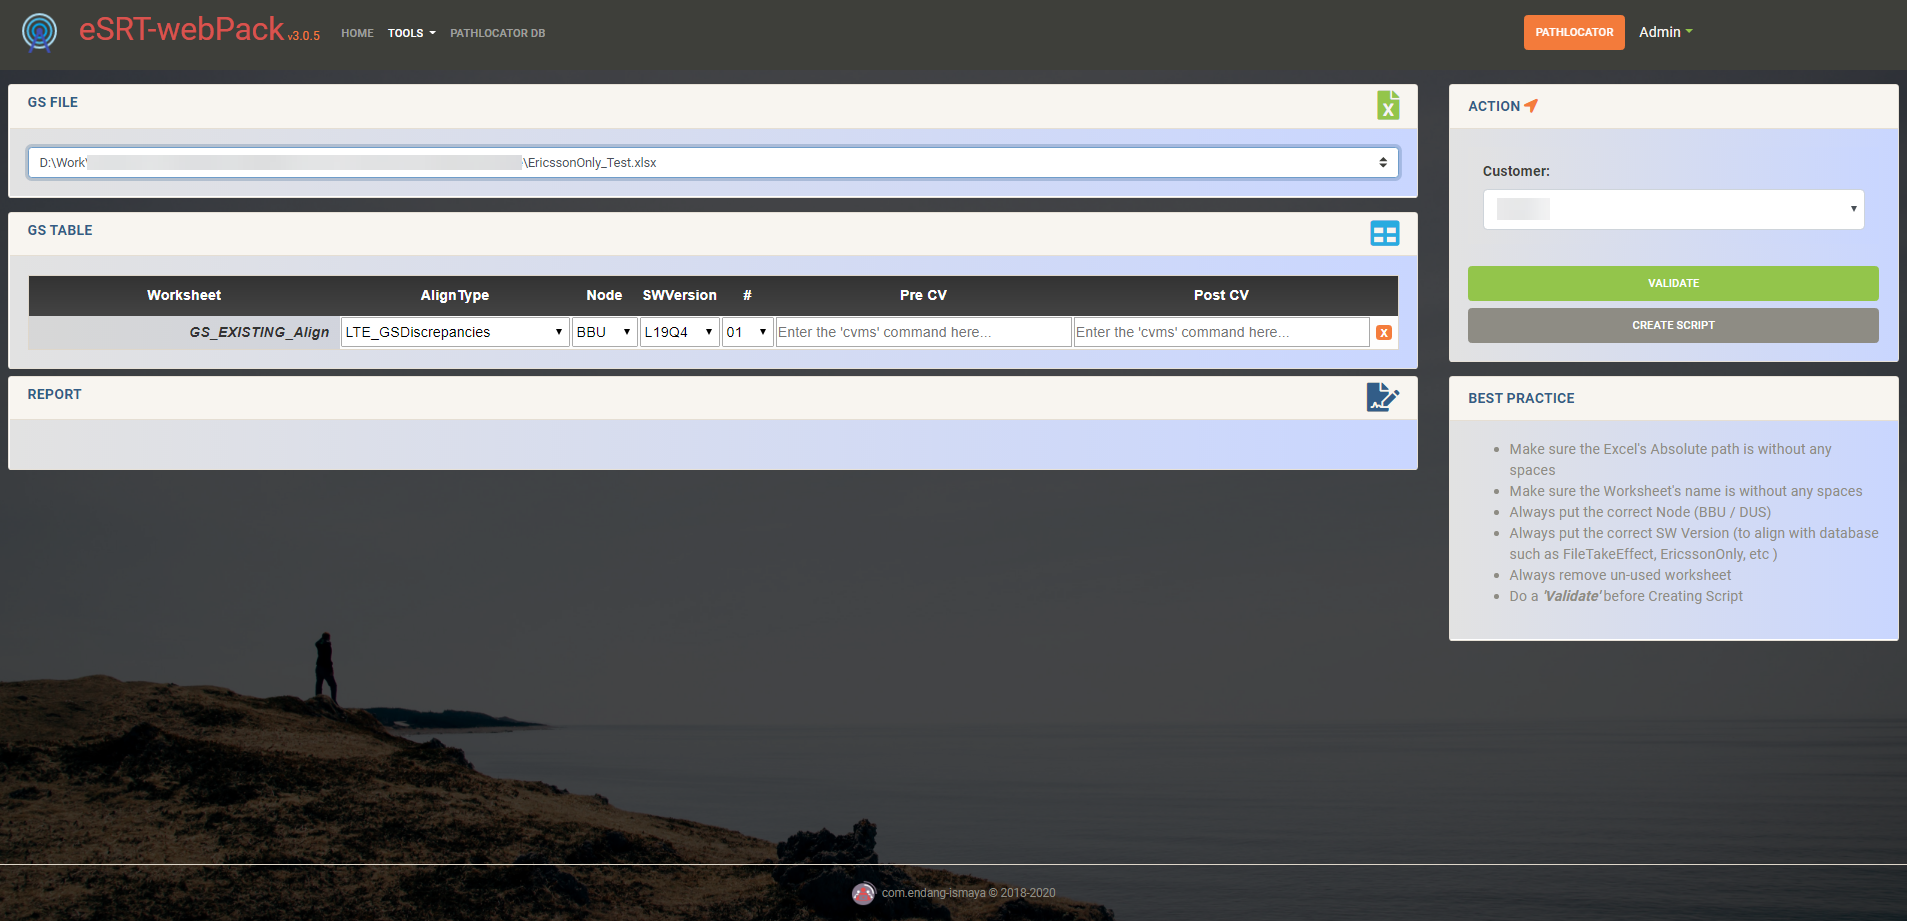 eSRT-webPack v3.0.5 HOME TOOLS PATHLOCATOR DB PATHLOCATOR Admin
GS FILE
D:\Work\
\EricssonOnly_Test.xlsx
GS TABLE
Worksheet AlignType Node SWVersion # Pre CV Post CV
GS_EXISTING_Align LTE_GSDiscrepancies BBU L19Q4 01 Enter the 'cvms' command here... Enter the 'cvms' command here... X
REPORT
ACTION
Customer:
VALIDATE
CREATE SCRIPT
BEST PRACTICE
Make sure the Excel's Absolute path is without any
spaces
Make sure the Worksheet's name is without any spaces
Always put the correct Node (BBU / DUS)
Always put the correct SW Version (to align with database
such as FileTakeEffect, EricssonOnly, etc )
Always remove un-used worksheet
Do a 'Validate' before Creating Script
com.endang-ismaya © 2018-2020